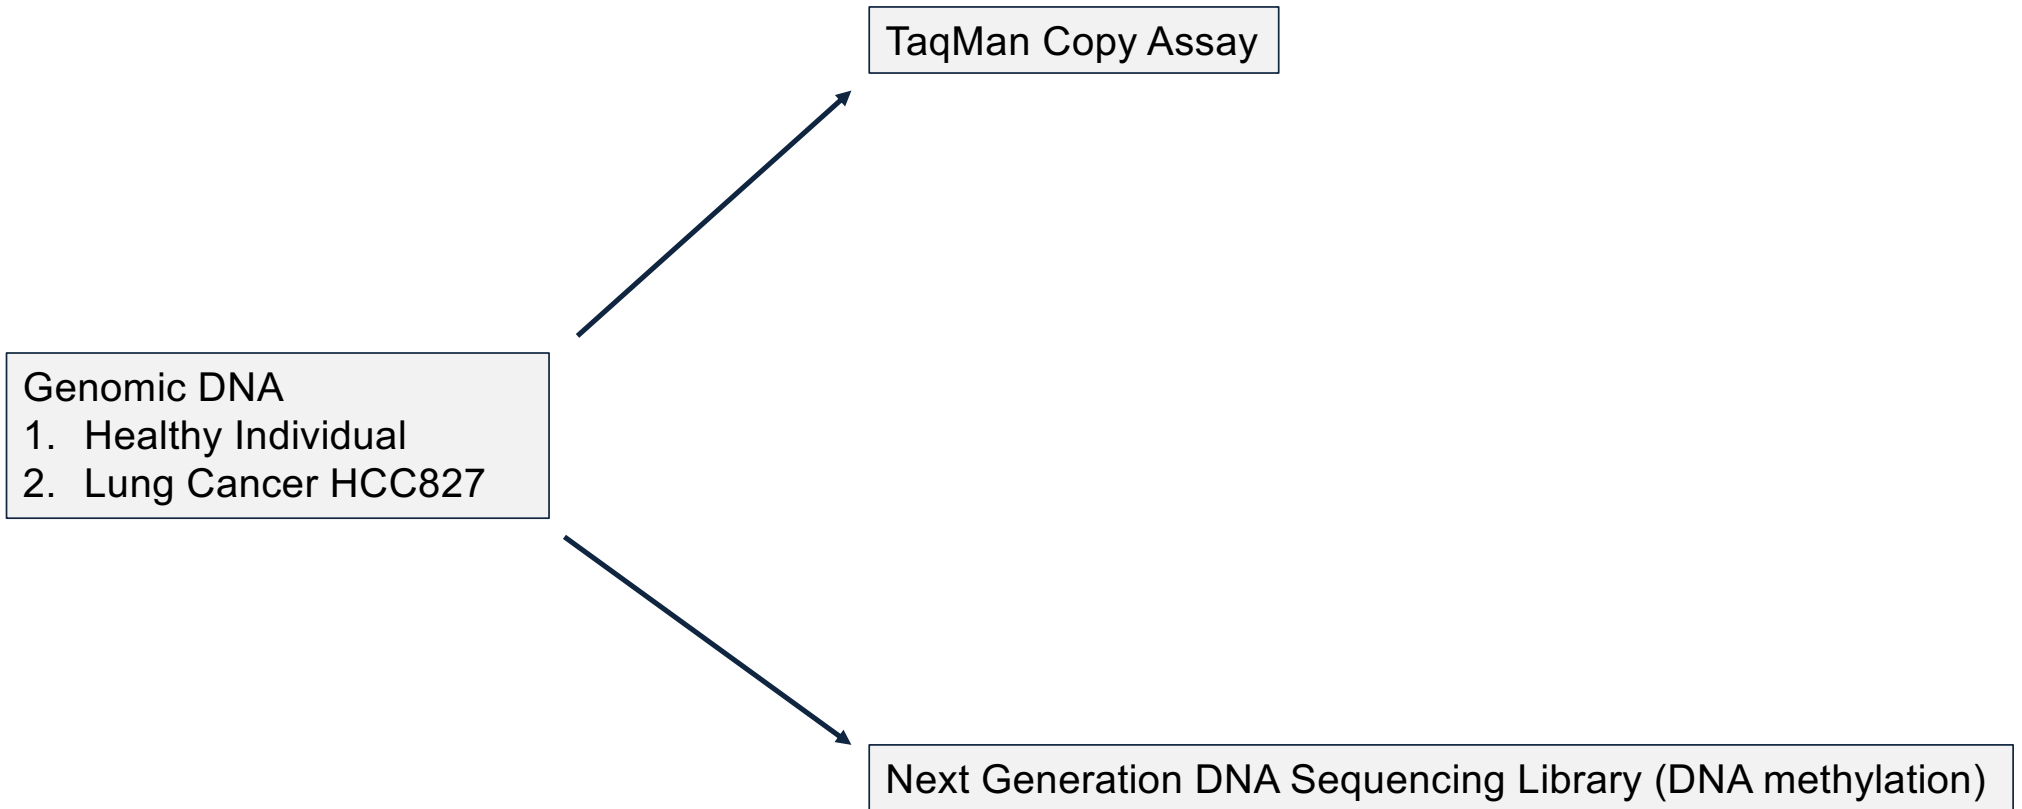 TaqMan Copy Assay
Genomic DNA
1. Healthy Individual
2. Lung Cancer HCC827
Next Generation DNA Sequencing Library (DNA methylation)